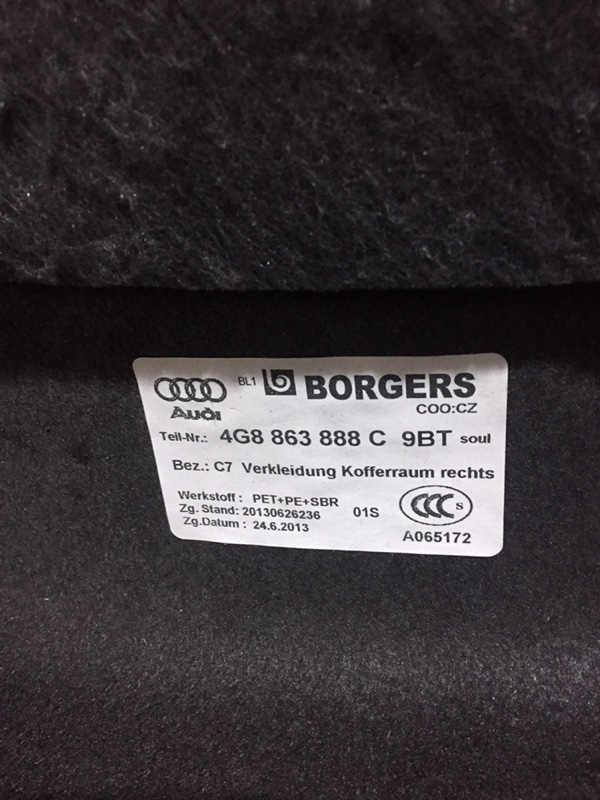 BL1 BORGERS
Audi COO:CZ
Teil-Nr.: 4G8 863 888 C 9BT soul
Bez.: C7 Verkleidung Kofferraum rechts
Werkstoff : PET+PE+SBR
Zg. Stand: 20130626236 01S
Zg.Datum : 24.6.2013
CCC S
A065172